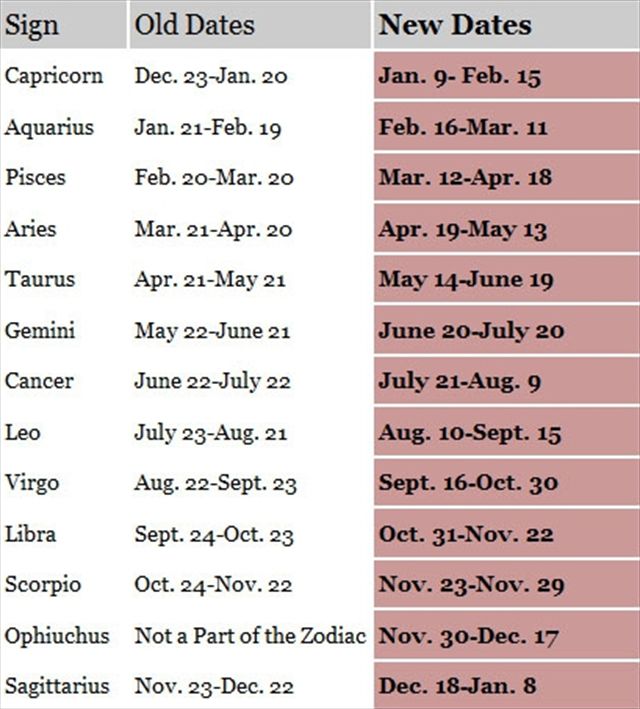 Sign Old Dates New Dates
Capricorn Dec. 23-Jan. 20 Jan. 9- Feb. 15
Aquarius Jan. 21-Feb. 19 Feb. 16-Mar. 11
Pisces Feb. 20-Mar. 20 Mar. 12-Apr. 18
Aries Mar. 21-Apr. 20 Apr. 19-May 13
Taurus Apr. 21-May 21 May 14-June 19
Gemini May 22-June 21 June 20-July 20
Cancer June 22-July 22 July 21-Aug. 9
Leo July 23-Aug. 21 Aug. 10-Sept. 15
Virgo Aug. 22-Sept. 23 Sept. 16-Oct. 30
Libra Sept. 24-Oct. 23 Oct. 31-Nov. 22
Scorpio Oct. 24-Nov. 22 Nov. 23-Nov. 29
Ophiuchus Not a Part of the Zodiac Nov. 30-Dec. 17
Sagittarius Nov. 23-Dec. 22 Dec. 18-Jan. 8